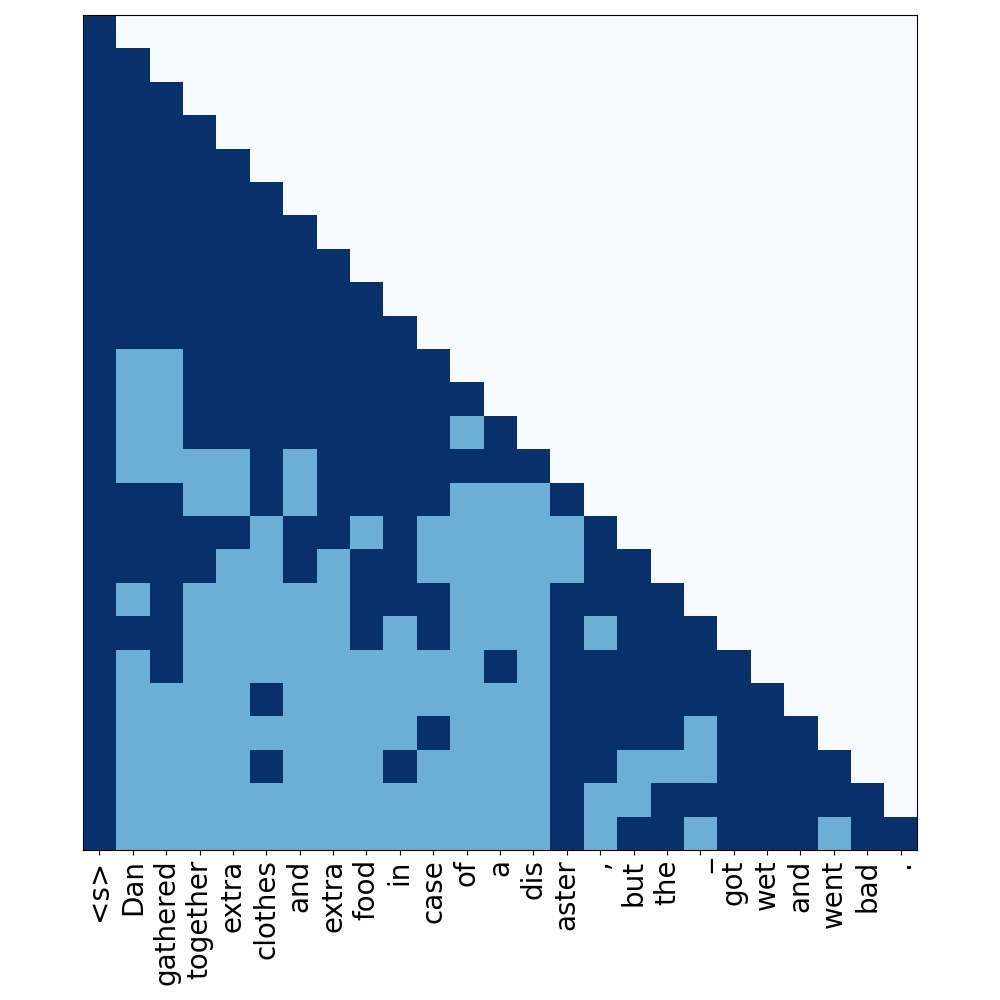 <s>
Dan
gathered
together
extra
clothes
and
extra
food
in
case
of
a
dis
aster
,
but
the
_
got
wet
and
went
bad
.